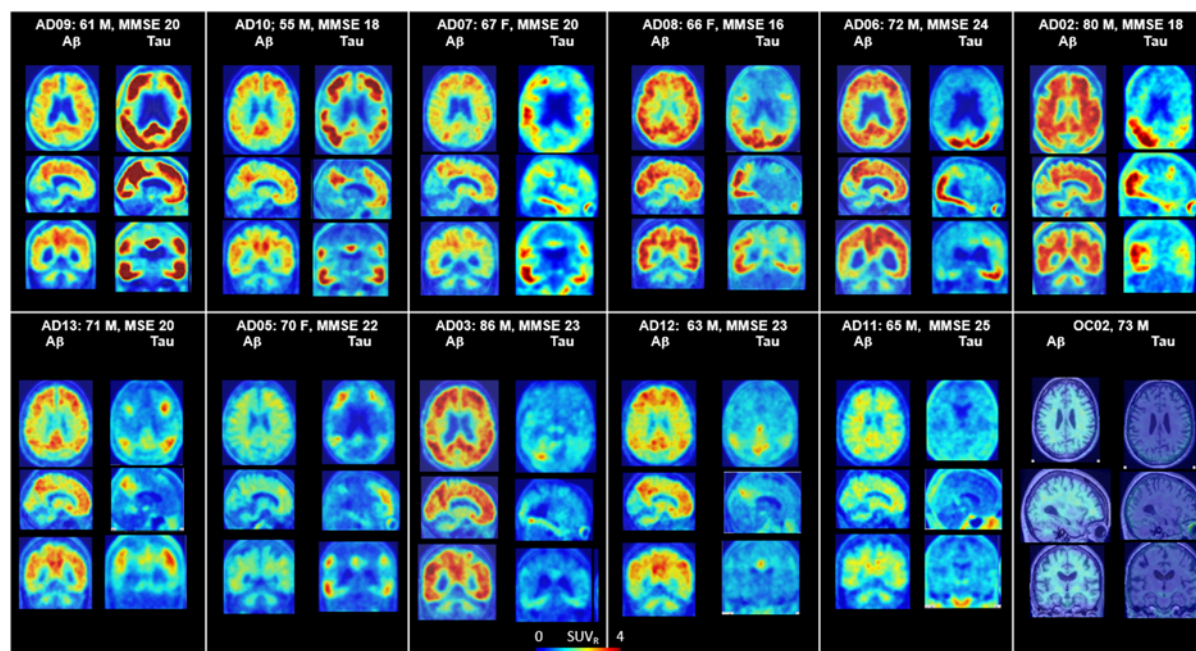 AD09: 61 M, MMSE 20
Aβ Tau
AD10; 55 M, MMSE 18
Aβ Tau
AD07: 67 F, MMSE 20
Aβ Tau
AD08: 66 F, MMSE 16
Aβ Tau
AD06: 72 M, MMSE 24
Aβ Tau
AD02: 80 M, MMSE 18
Aβ Tau
AD13: 71 M, MSE 20
Aβ Tau
AD05: 70 F, MMSE 22
Aβ Tau
AD03: 86 M, MMSE 23
Aβ Tau
AD12: 63 M, MMSE 23
Aβ Tau
AD11: 65 M, MMSE 25
Aβ Tau
OC02, 73 M
Aβ Tau
0 SUVR 4